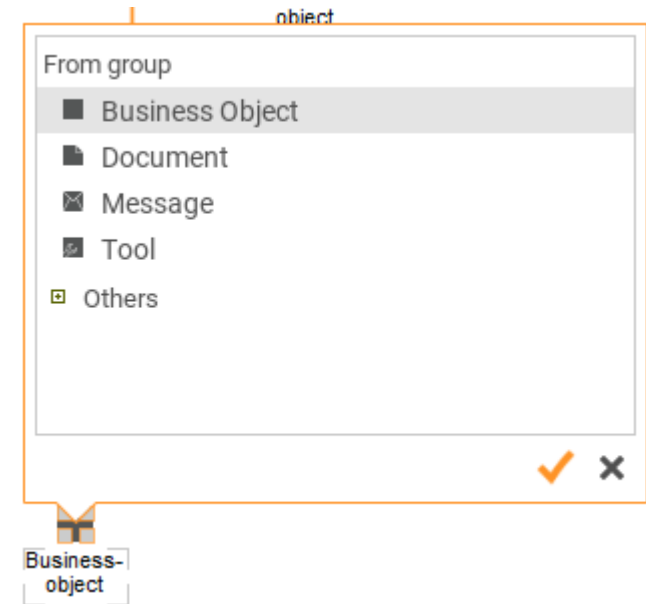 object
From group
Business Object
Document
Message
Tool
Others
Business-
object